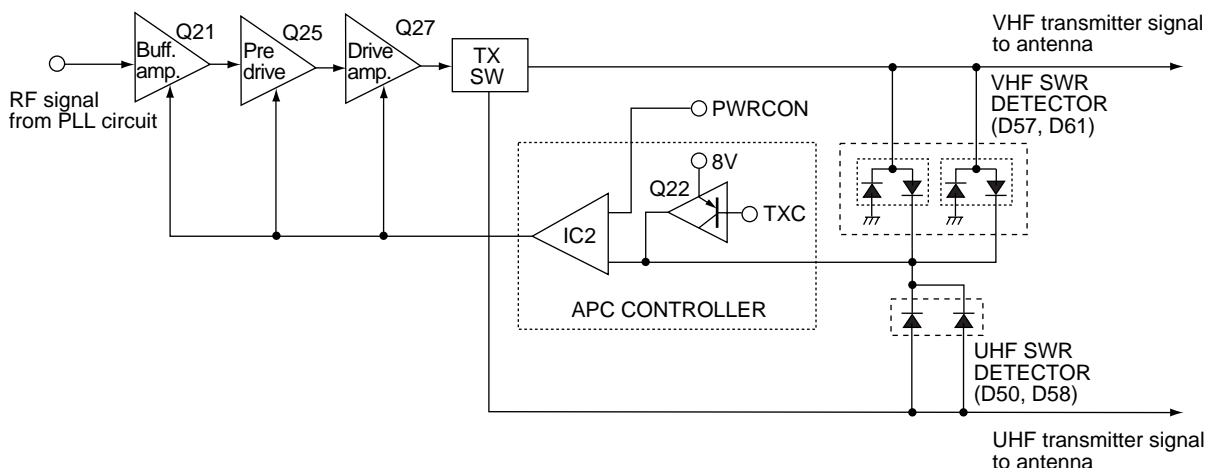 Q21
Buff.
amp.
Q25
Pre
drive
Q27
Drive
amp.
TX
SW
VHF transmitter signal
to antenna
RF signal
from PLL circuit
VHF SWR
DETECTOR
(D57, D61)
PWRCON
8V
Q22
TXC
IC2
APC CONTROLLER
UHF SWR
DETECTOR
(D50, D58)
UHF transmitter signal
to antenna